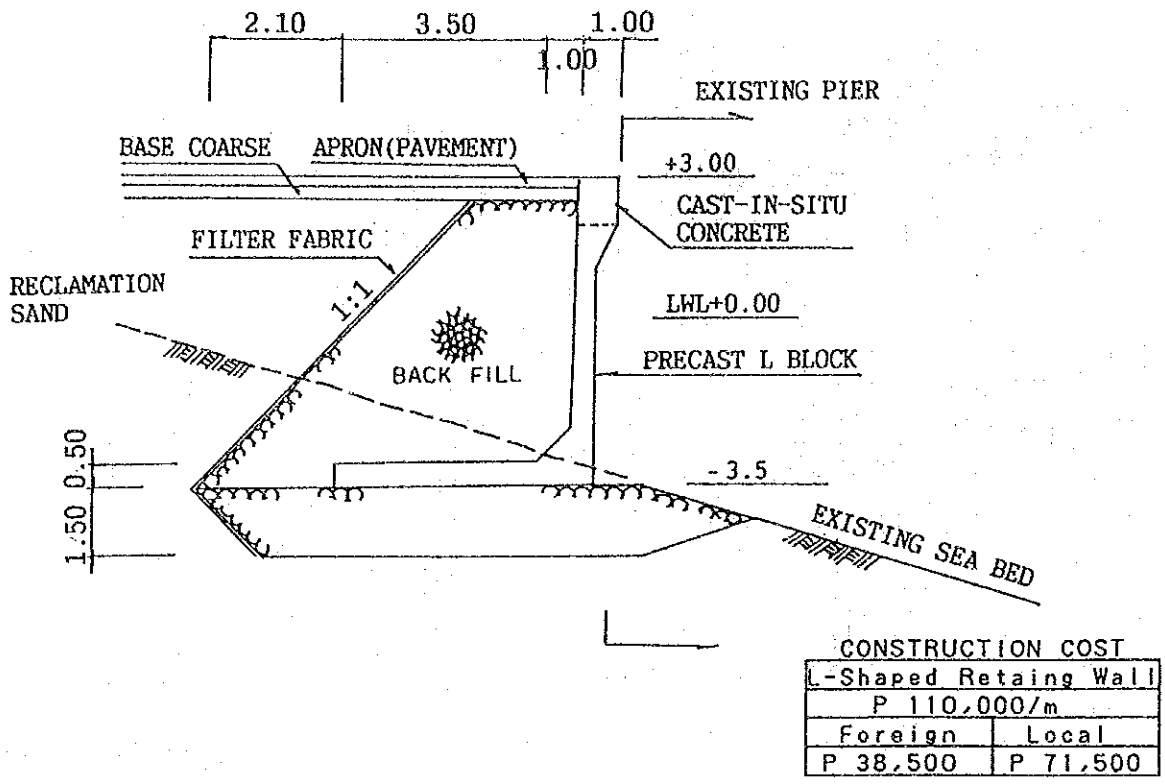 2.10 3.50 1.00
1.00
EXISTING PIER
BASE COARSE APRON(PAVEMENT)
+3.00
CAST-IN-SITU
CONCRETE
FILTER FABRIC
RECLAMATION
SAND
1:1
LWL+0.00
PRECAST L BLOCK
BACK FILL
0.50
-3.5
1.50
EXISTING SEA BED
CONSTRUCTION COST
L-Shaped Retaing Wall
P 110,000/m
Foreign Local
P 38,500 P 71,500